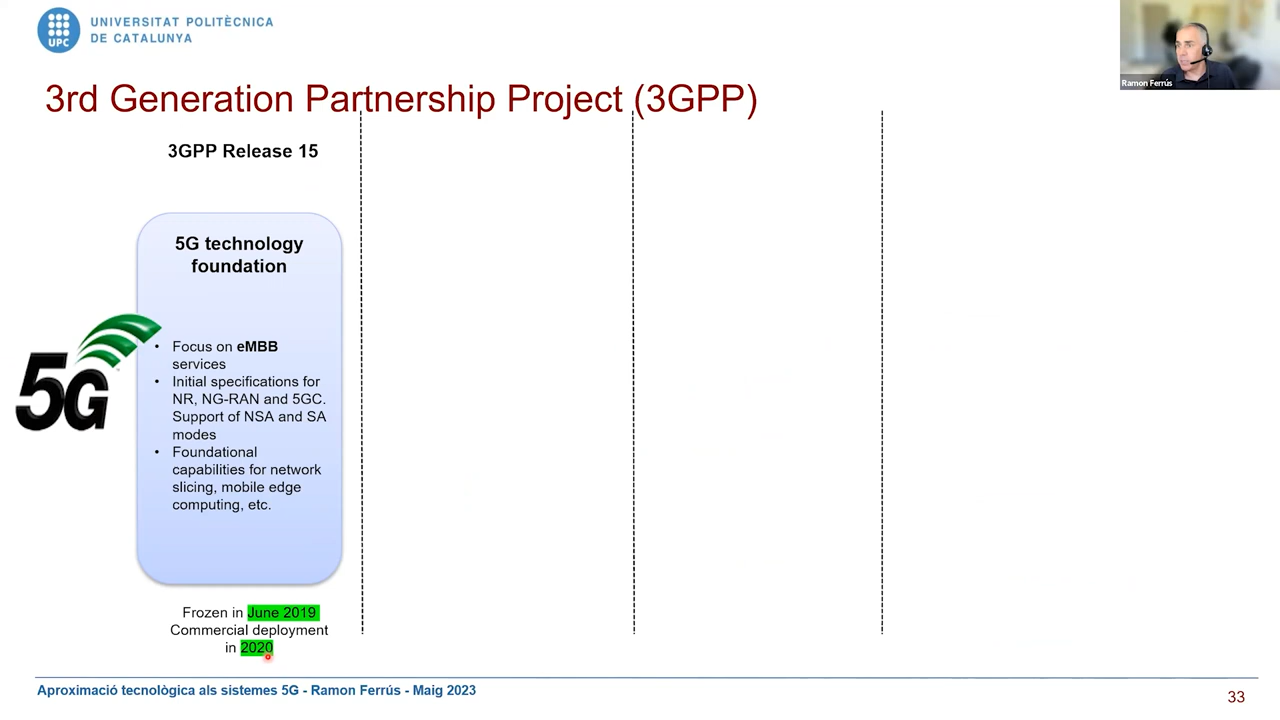 UNIVERSITAT POLITÈCNICA
DE CATALUNYA
UPC
Ramon Ferrús
3rd Generation Partnership Project (3GPP)
3GPP Release 15
5G technology
foundation
5G
• Focus on eMBB
services
• Initial specifications for
NR, NG-RAN and 5GC.
Support of NSA and SA
modes
• Foundational
capabilities for network
slicing, mobile edge
computing, etc.
Frozen in June 2019
Commercial deployment
in 2020
Aproximació tecnològica als sistemes 5G - Ramon Ferrús - Maig 2023
33